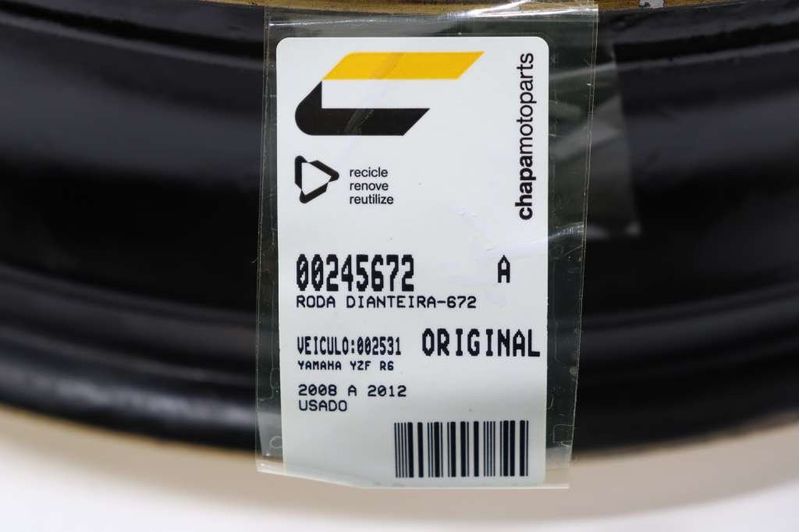 chapamotoparts
recicle
renove
reutilize
00245672 A
RODA DIANTEIRA-672
VEICULO:002531 ORIGINAL
YAMAHA YZF R6
2008 A 2012
USADO